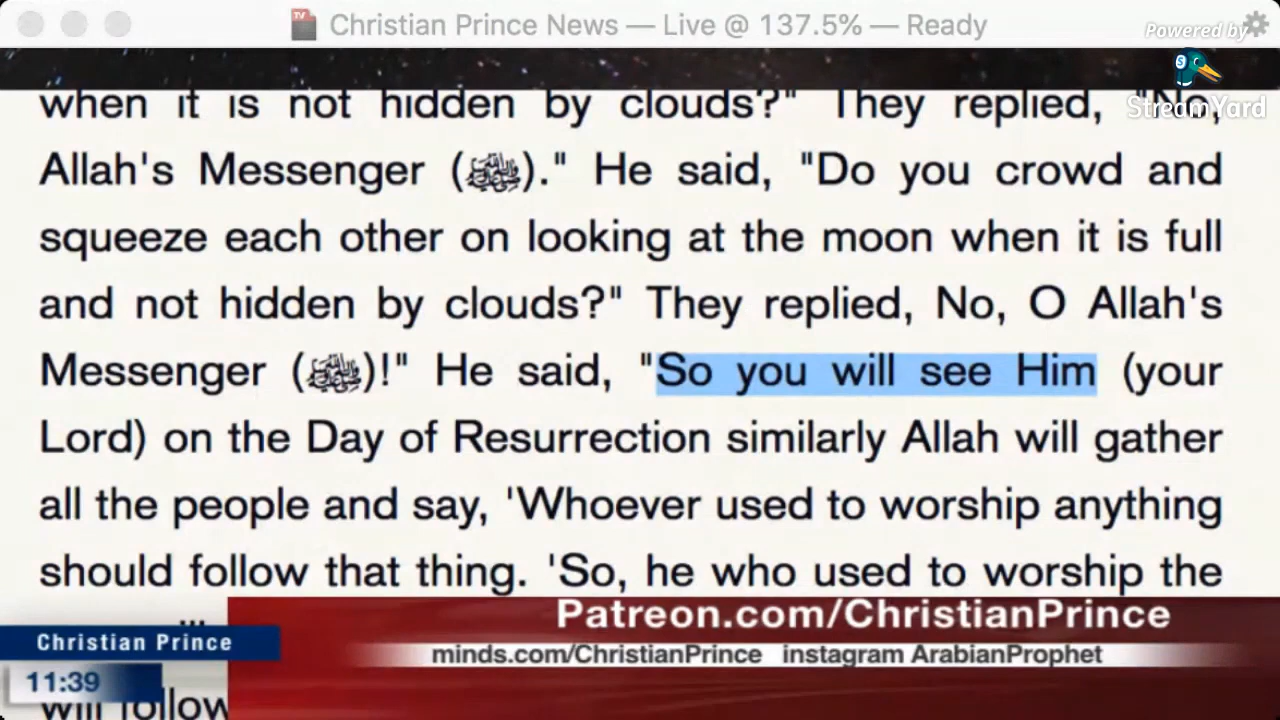 Christian Prince News — Live @ 137.5% — Ready
Powered by
StreamYard
when it is not hidden by clouds?" They replied, "No,
Allah's Messenger (ﷺ)." He said, "Do you crowd and
squeeze each other on looking at the moon when it is full
and not hidden by clouds?" They replied, No, O Allah's
Messenger (ﷺ)!" He said, "So you will see Him (your
Lord) on the Day of Resurrection similarly Allah will gather
all the people and say, 'Whoever used to worship anything
should follow that thing. 'So, he who used to worship the
will follow
Patreon.com/ChristianPrince
Christian Prince
minds.com/ChristianPrince instagram ArabianProphet
11:39